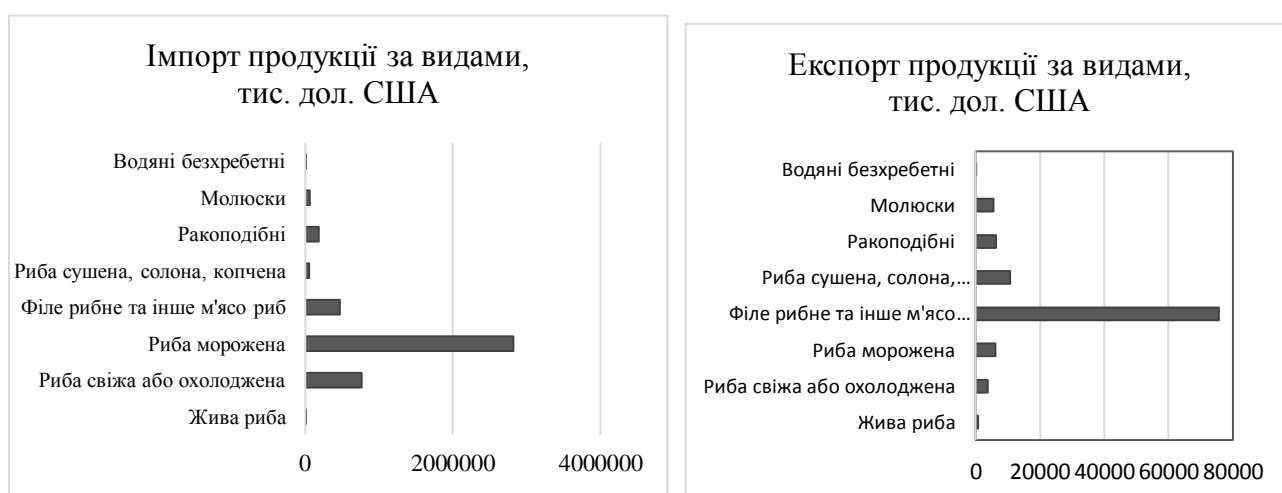 Імпорт продукції за видами,
тис. дол. США
Водяні безхребетні
Молюски
Ракоподібні
Риба сушена, солона, копчена
Філе рибне та інше м'ясо риб
Риба морожена
Риба свіжа або охолоджена
Жива риба
0 2000000 4000000
Експорт продукції за видами,
тис. дол. США
Водяні безхребетні
Молюски
Ракоподібні
Риба сушена, солона,...
Філе рибне та інше м'ясо...
Риба морожена
Риба свіжа або охолоджена
Жива риба
0 20000 40000 60000 80000